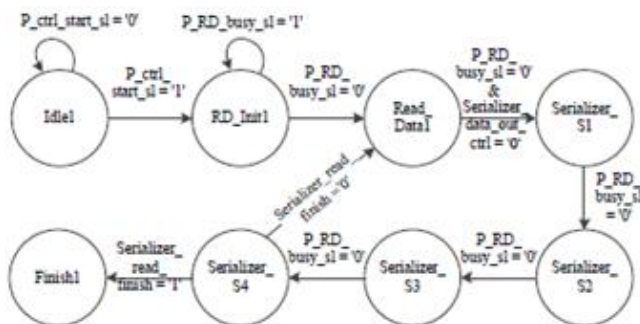 P_ctrl_start_sl = '0'
P_RD_busy_sl = '1'
P_ctrl_
start_sl = '1'
P_RD_
busy_sl = '0'
P_RD_
busy_sl = '0'
&
Serializer_
data_out_
ctrl = '0'
Idle1
RD_Init1
Read_
Data1
Serializer_
S1
P_RD_
busy_sl
= '0'
Serializer_read_
finish = '0'
Serializer_
read_
finish = '1'
P_RD_
busy_sl = '0'
P_RD_
busy_sl = '0'
Finish1
Serializer_
S4
Serializer_
S3
Serializer_
S2